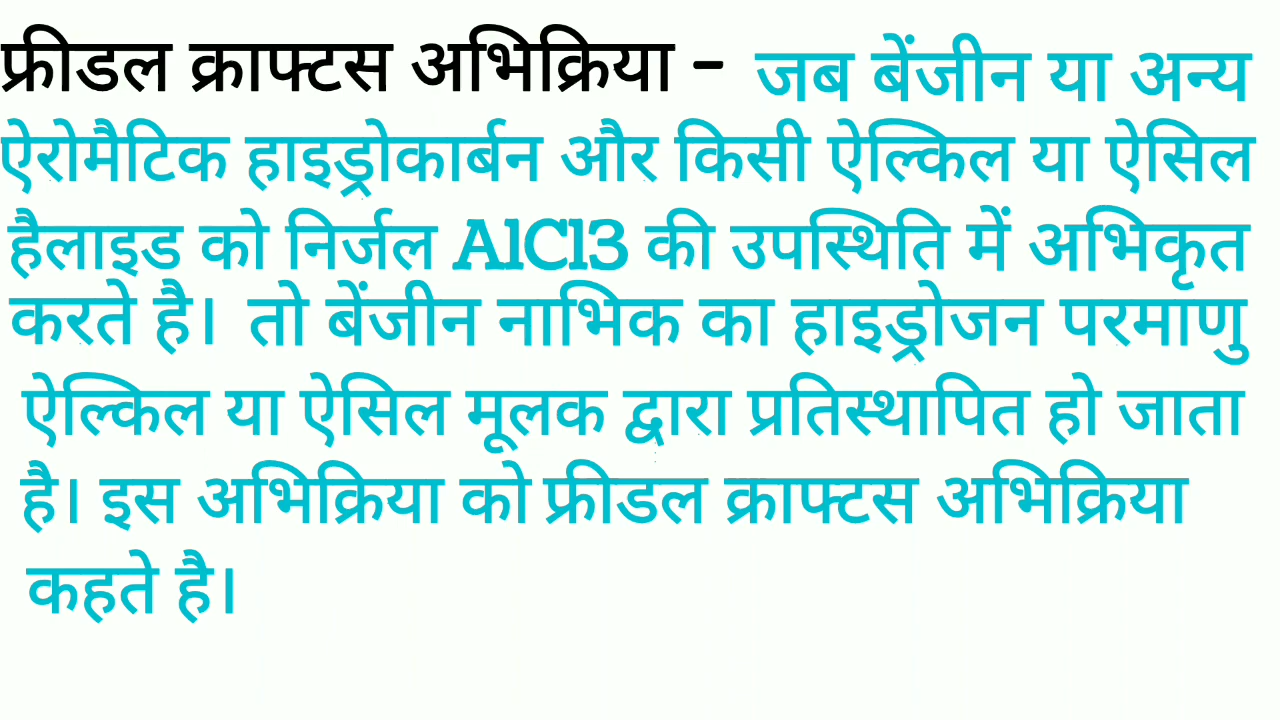 फ्रीडल क्राफ्टस अभिक्रिया - जब बेंजीन या अन्य
ऐरोमैटिक हाइड्रोकार्बन और किसी ऐल्किल या ऐसिल
हैलाइड को निर्जल AlCl3 की उपस्थिति में अभिकृत
करते है। तो बेंजीन नाभिक का हाइड्रोजन परमाणु
ऐल्किल या ऐसिल मूलक द्वारा प्रतिस्थापित हो जाता
है। इस अभिक्रिया को फ्रीडल क्राफ्टस अभिक्रिया
कहते है।